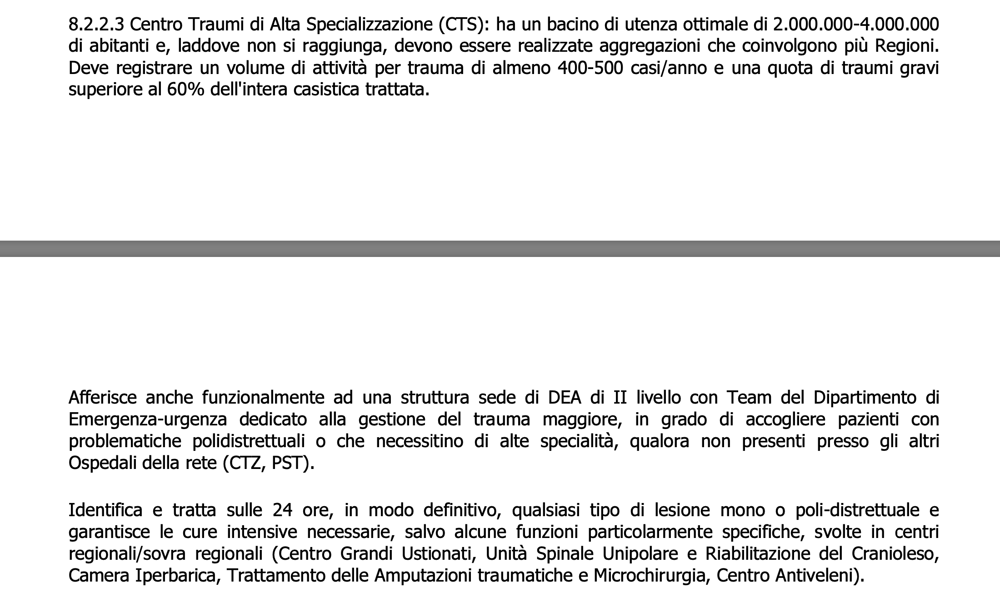 8.2.2.3 Centro Traumi di Alta Specializzazione (CTS): ha un bacino di utenza ottimale di 2.000.000-4.000.000
di abitanti e, laddove non si raggiunga, devono essere realizzate aggregazioni che coinvolgono più Regioni.
Deve registrare un volume di attività per trauma di almeno 400-500 casi/anno e una quota di traumi gravi
superiore al 60% dell'intera casistica trattata.
Afferisce anche funzionalmente ad una struttura sede di DEA di II livello con Team del Dipartimento di
Emergenza-urgenza dedicato alla gestione del trauma maggiore, in grado di accogliere pazienti con
problematiche polidistrettuali o che necessitino di alte specialità, qualora non presenti presso gli altri
Ospedali della rete (CTZ, PST).
Identifica e tratta sulle 24 ore, in modo definitivo, qualsiasi tipo di lesione mono o poli-distrettuale e
garantisce le cure intensive necessarie, salvo alcune funzioni particolarmente specifiche, svolte in centri
regionali/sovra regionali (Centro Grandi Ustionati, Unità Spinale Unipolare e Riabilitazione del Cranioleso,
Camera Iperbarica, Trattamento delle Amputazioni traumatiche e Microchirurgia, Centro Antiveleni).